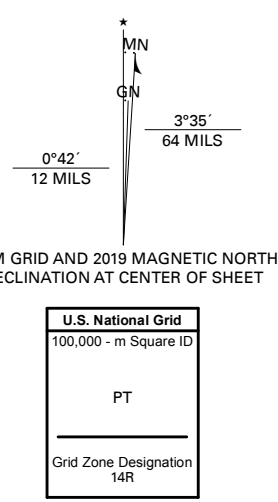 MN
GN
3°35´
64 MILS
0°42´
12 MILS
M GRID AND 2019 MAGNETIC NORTH
ECLINATION AT CENTER OF SHEET
U.S. National Grid
100,000 - m Square ID
PT
Grid Zone Designation
14R